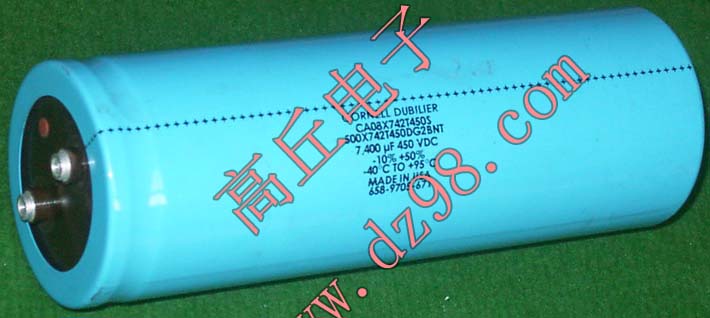 CORNELL DUBILIER
CA08X742T450S
500X742T450DG2BNT
7,400 µF 450 VDC
-10% +50%
-40°C TO +95°C
MADE IN USA
高丘电子
www.dz98.com